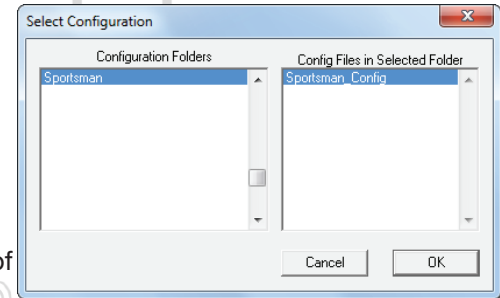 Select Configuration
Configuration Folders
Config Files in Selected Folder
Sportsman
Sportsman_Config
of
Cancel
OK